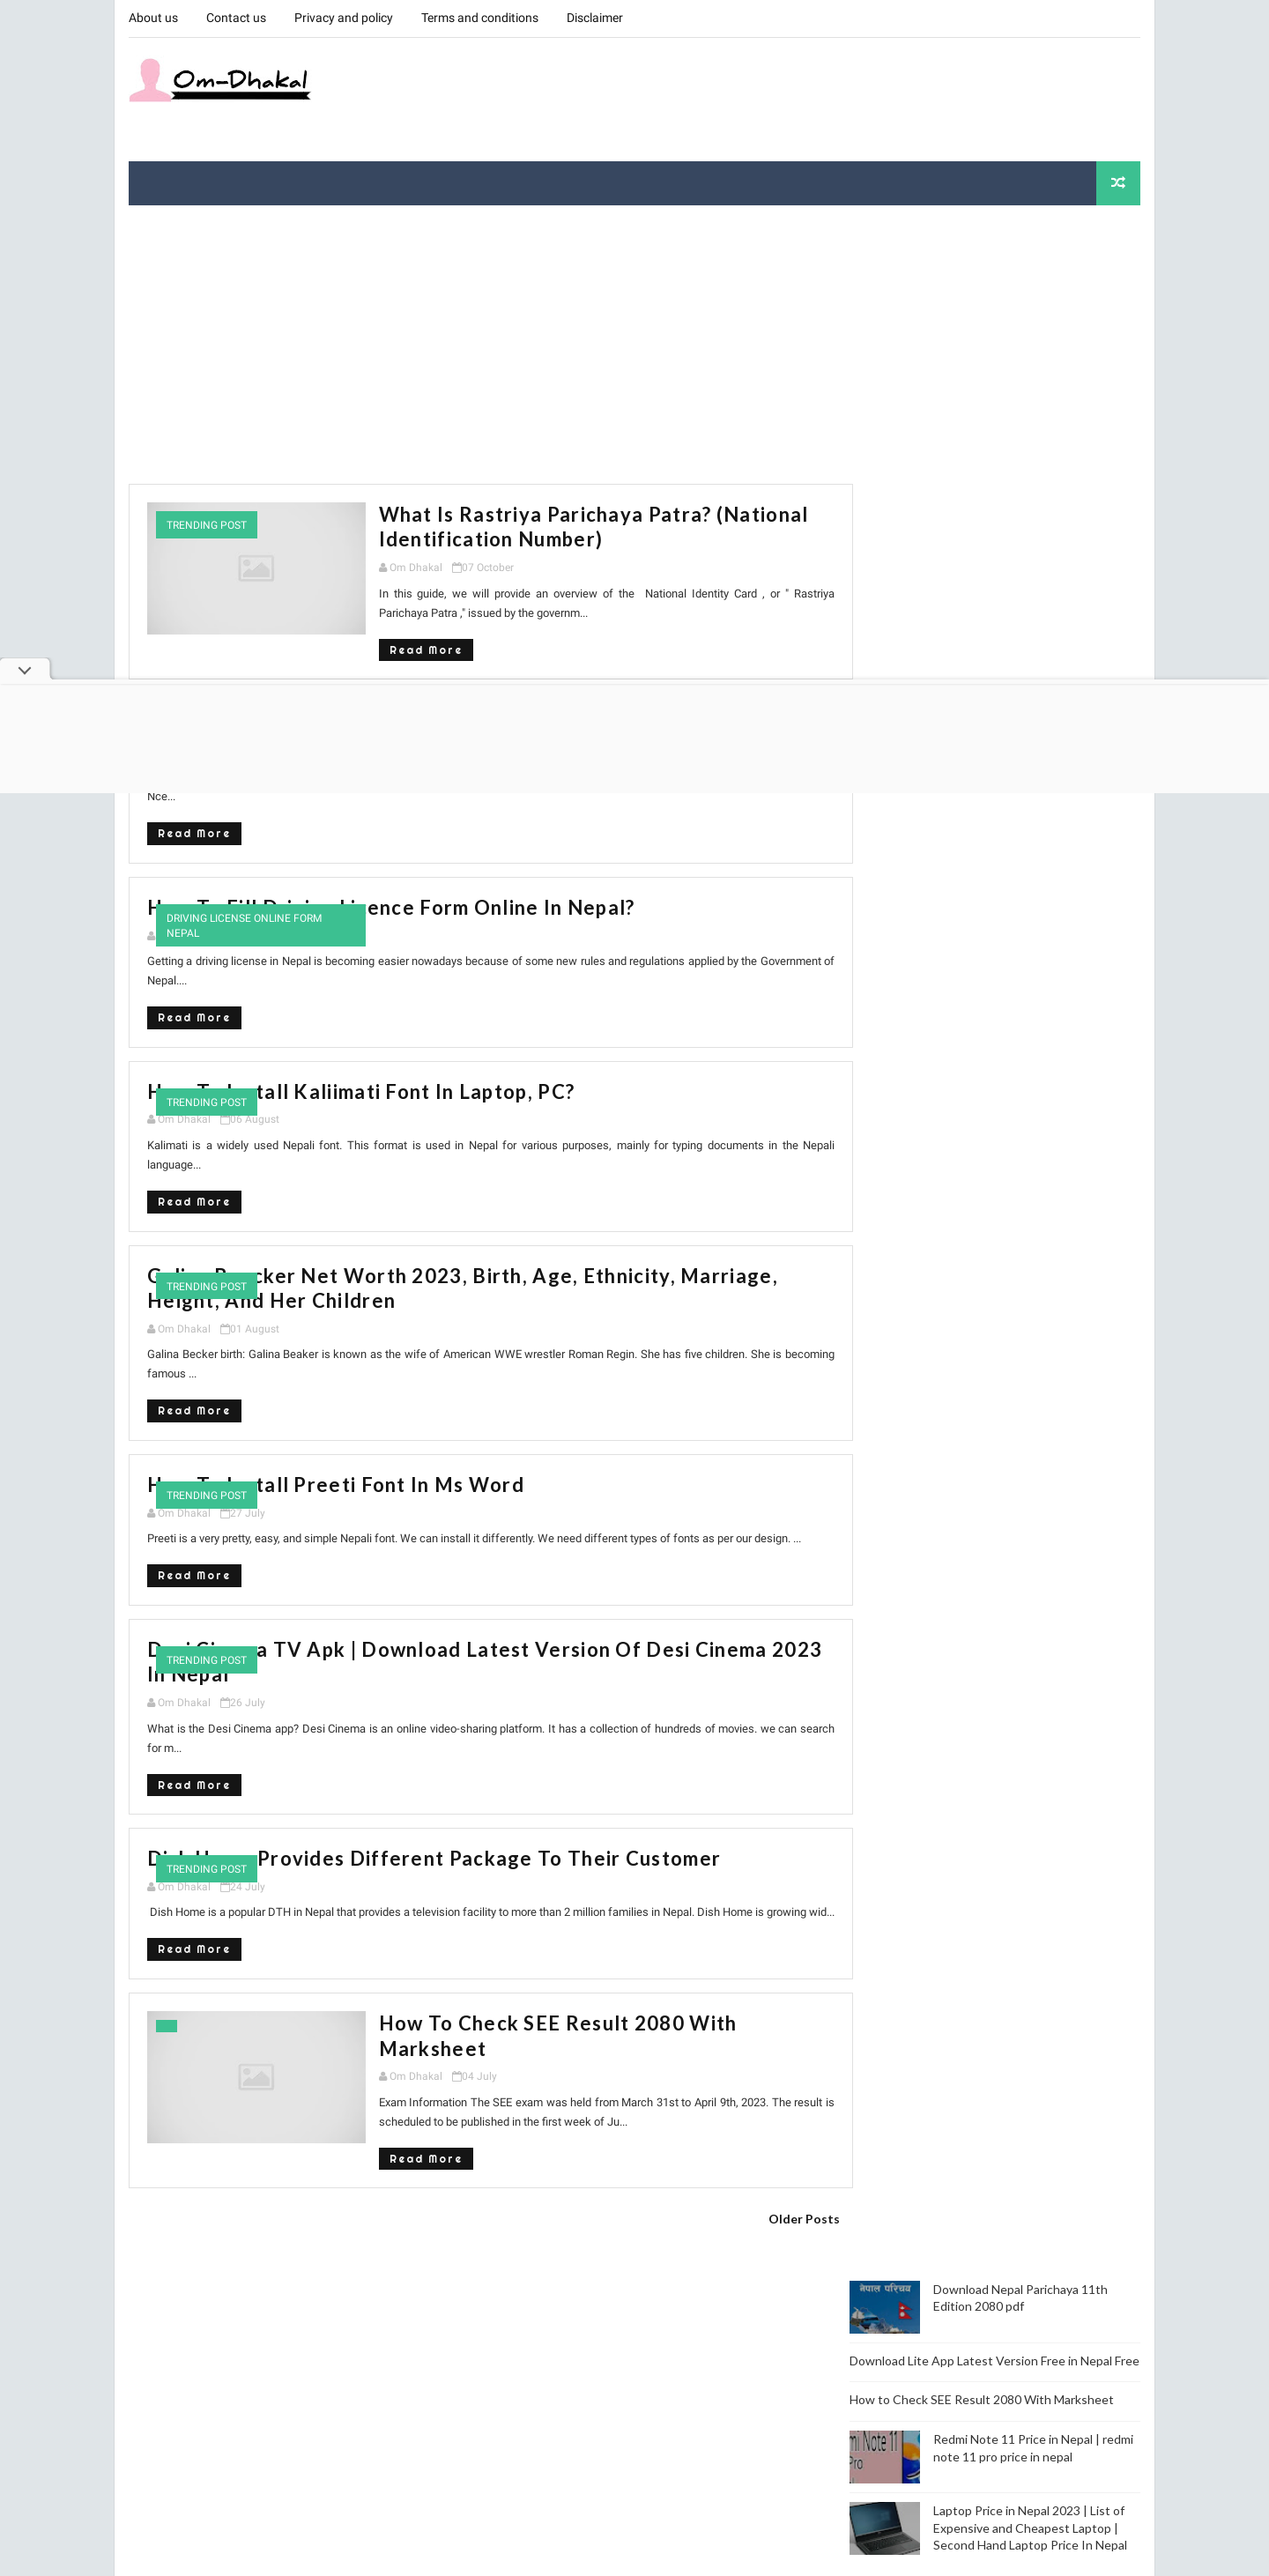 About us Contact us Privacy and policy Terms and conditions Disclaimer
Om-Dhakal
TRENDING POST
What Is Rastriya Parichaya Patra? (National
Identification Number)
Om Dhakal 07 October
In this guide, we will provide an overview of the National Identity Card , or " Rastriya
Parichaya Patra ," issued by the governm...
Read More
Nce...
Read More
Licence Form Online In Nepal?
DRIVING LICENSE ONLINE FORM
NEPAL
Getting a driving license in Nepal is becoming easier nowadays because of some new rules and regulations applied by the Government of
Nepal....
Read More
Kaliimati Font In Laptop, PC?
TRENDING POST
Om Dhakal 06 August
Kalimati is a widely used Nepali font. This format is used in Nepal for various purposes, mainly for typing documents in the Nepali
language...
Read More
Net Worth 2023, Birth, Age, Ethnicity, Marriage,
TRENDING POST
Height, And Her Children
Om Dhakal 01 August
Galina Becker birth: Galina Beaker is known as the wife of American WWE wrestler Roman Regin. She has five children. She is becoming
famous ...
Read More
Preeti Font In Ms Word
TRENDING POST
Om Dhakal 27 July
Preeti is a very pretty, easy, and simple Nepali font. We can install it differently. We need different types of fonts as per our design. ...
Read More
TV Apk | Download Latest Version Of Desi Cinema 2023
TRENDING POST
In Nepal
Om Dhakal 26 July
What is the Desi Cinema app? Desi Cinema is an online video-sharing platform. It has a collection of hundreds of movies. we can search
for m...
Read More
Provides Different Package To Their Customer
TRENDING POST
Om Dhakal 24 July
Dish Home is a popular DTH in Nepal that provides a television facility to more than 2 million families in Nepal. Dish Home is growing wid...
Read More
How To Check SEE Result 2080 With
Marksheet
Om Dhakal 04 July
Exam Information The SEE exam was held from March 31st to April 9th, 2023. The result is
scheduled to be published in the first week of Ju...
Read More
Older Posts
नेपाल परिचय
Download Nepal Parichaya 11th
Edition 2080 pdf
Download Lite App Latest Version Free in Nepal Free
How to Check SEE Result 2080 With Marksheet
mi Note 11
Pro
Redmi Note 11 Price in Nepal | redmi
note 11 pro price in nepal
Laptop Price in Nepal 2023 | List of
Expensive and Cheapest Laptop |
Second Hand Laptop Price In Nepal